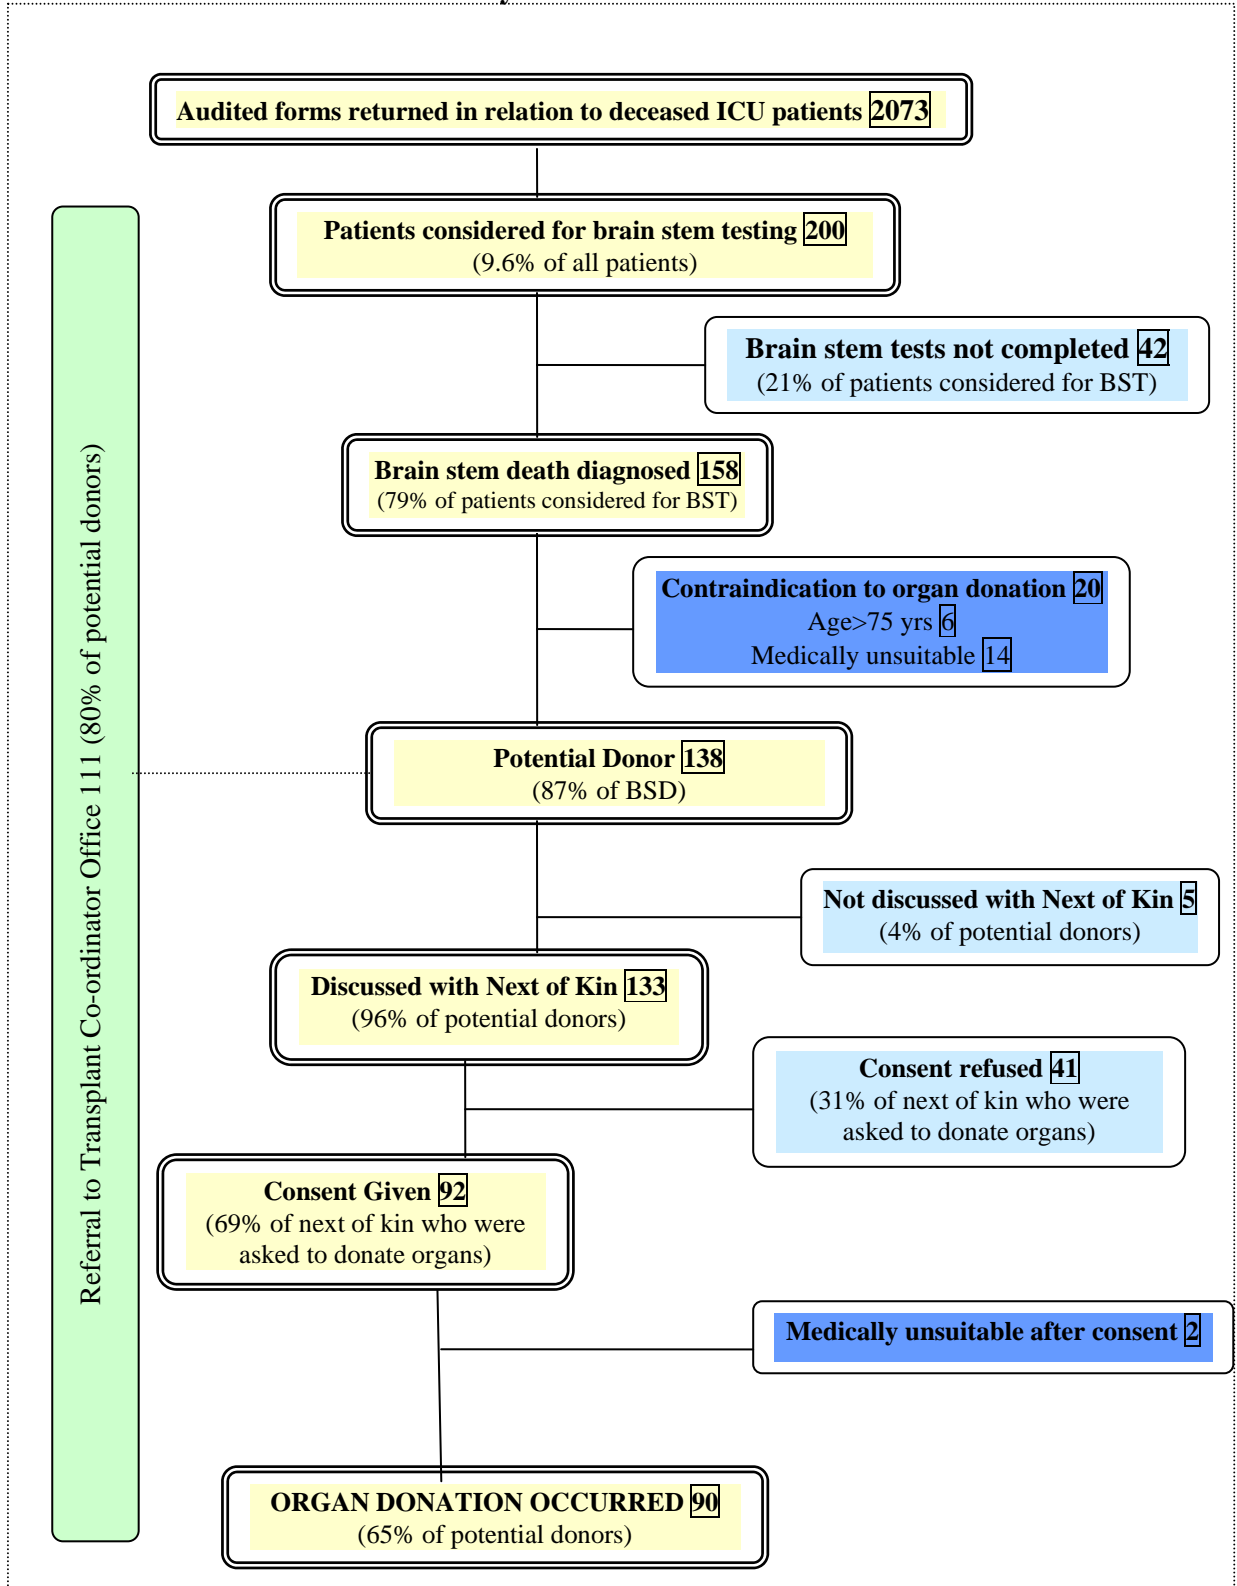 Audited forms returned in relation to deceased ICU patients 2073
Patients considered for brain stem testing 200
(9.6% of all patients)
Brain stem tests not completed 42
(21% of patients considered for BST)
Brain stem death diagnosed 158
(79% of patients considered for BST)
Contraindication to organ donation 20
Age>75 yrs 6
Medically unsuitable 14
Referral to Transplant Co-ordinator Office 111 (80% of potential donors)
Potential Donor 138
(87% of BSD)
Not discussed with Next of Kin 5
(4% of potential donors)
Discussed with Next of Kin 133
(96% of potential donors)
Consent refused 41
(31% of next of kin who were
asked to donate organs)
Consent Given 92
(69% of next of kin who were
asked to donate organs)
Medically unsuitable after consent 2
ORGAN DONATION OCCURRED 90
(65% of potential donors)